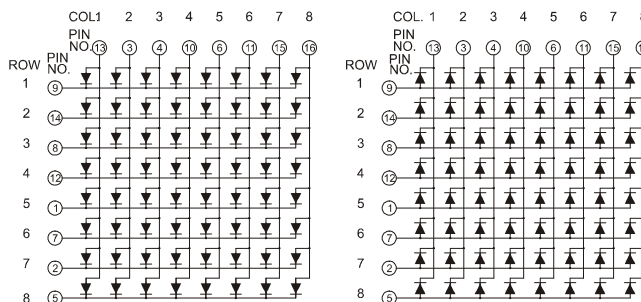 COL1 2 3 4 5 6 7 8
PIN
NO. 13 3 4 10 6 11 15 16
ROW PIN
NO.
1 9
2 14
3 8
4 12
5 1
6 7
7 2
8 5
COL. 1 2 3 4 5 6 7
PIN
NO. 13 3 4 10 6 11 15
ROW PIN
NO.
1 9
2 14
3 8
4 12
5 1
6 7
7 2
8 5